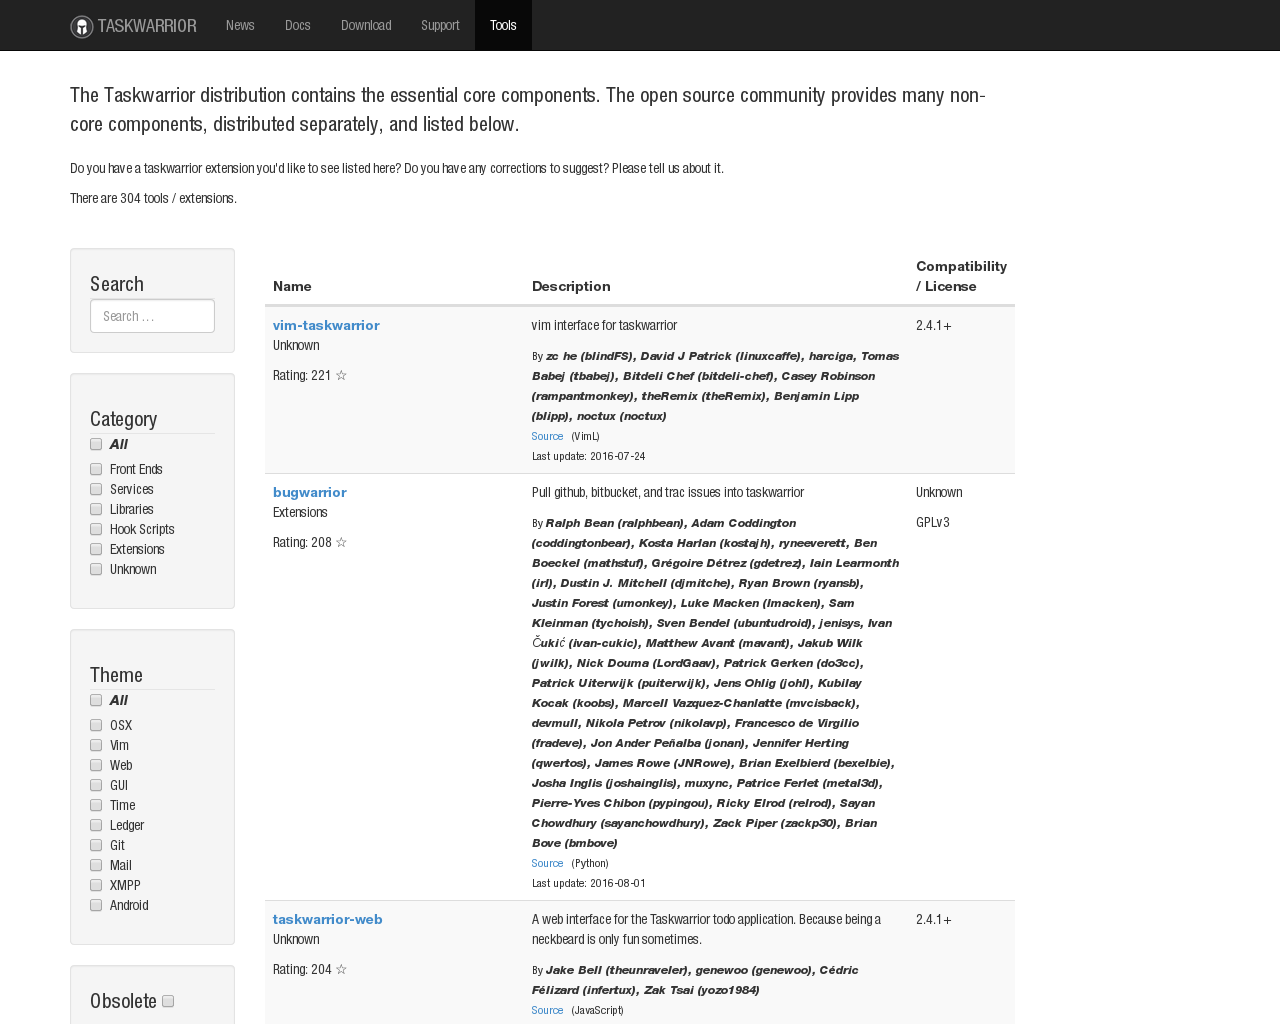 TASKWARRIOR News Docs Download Support Tools
The Taskwarrior distribution contains the essential core components. The open source community provides many non-
core components, distributed separately, and listed below.
Do you have a taskwarrior extension you'd like to see listed here? Do you have any corrections to suggest? Please tell us about it.
There are 304 tools / extensions.
Search
Search ...
Category
All
Front Ends
Services
Libraries
Hook Scripts
Extensions
Unknown
Theme
All
OSX
Vim
Web
GUI
Time
Ledger
Git
Mail
XMPP
Android
Obsolete
Name
Description
Compatibility
/ License
vim-taskwarrior
Unknown
Rating: 221 ☆
vim interface for taskwarrior
By zc he (blindFS), David J Patrick (linuxcaffe), harciga, Tomas
Babej (tbabej), Bitdeli Chef (bitdeli-chef), Casey Robinson
(rampantmonkey), theRemix (theRemix), Benjamin Lipp
(blipp), noctux (noctux)
Source (VimL)
Last update: 2016-07-24
2.4.1+
bugwarrior
Extensions
Rating: 208 ☆
Pull github, bitbucket, and trac issues into taskwarrior
By Ralph Bean (ralphbean), Adam Coddington
(coddingtonbear), Kosta Harlan (kostajh), ryneeverett, Ben
Boeckel (mathstuf), Grégoire Détrez (gdetrez), Iain Learmonth
(irl), Dustin J. Mitchell (djmitche), Ryan Brown (ryansb),
Justin Forest (umonkey), Luke Macken (lmacken), Sam
Kleinman (tychoish), Sven Bendel (ubuntudroid), jenisys, Ivan
Čukić (ivan-cukic), Matthew Avant (mavant), Jakub Wilk
(jwilk), Nick Douma (LordGaav), Patrick Gerken (do3cc),
Patrick Uiterwijk (puiterwijk), Jens Ohlig (johl), Kubilay
Kocak (koobs), Marcell Vazquez-Chanlatte (mvcisback),
devmull, Nikola Petrov (nikolavp), Francesco de Virgilio
(fradeve), Jon Ander Peñalba (jonan), Jennifer Herting
(qwertos), James Rowe (JNRowe), Brian Exelbierd (bexelbie),
Josha Inglis (joshainglis), muxync, Patrice Ferlet (metal3d),
Pierre-Yves Chibon (pypingou), Ricky Elrod (relrod), Sayan
Chowdhury (sayanchowdhury), Zack Piper (zackp30), Brian
Bove (bmbove)
Source (Python)
Last update: 2016-08-01
Unknown
GPLv3
taskwarrior-web
Unknown
Rating: 204 ☆
A web interface for the Taskwarrior todo application. Because being a
neckbeard is only fun sometimes.
By Jake Bell (theunraveler), genewoo (genewoo), Cédric
Félizard (infertux), Zak Tsai (yozo1984)
Source (JavaScript)
2.4.1+